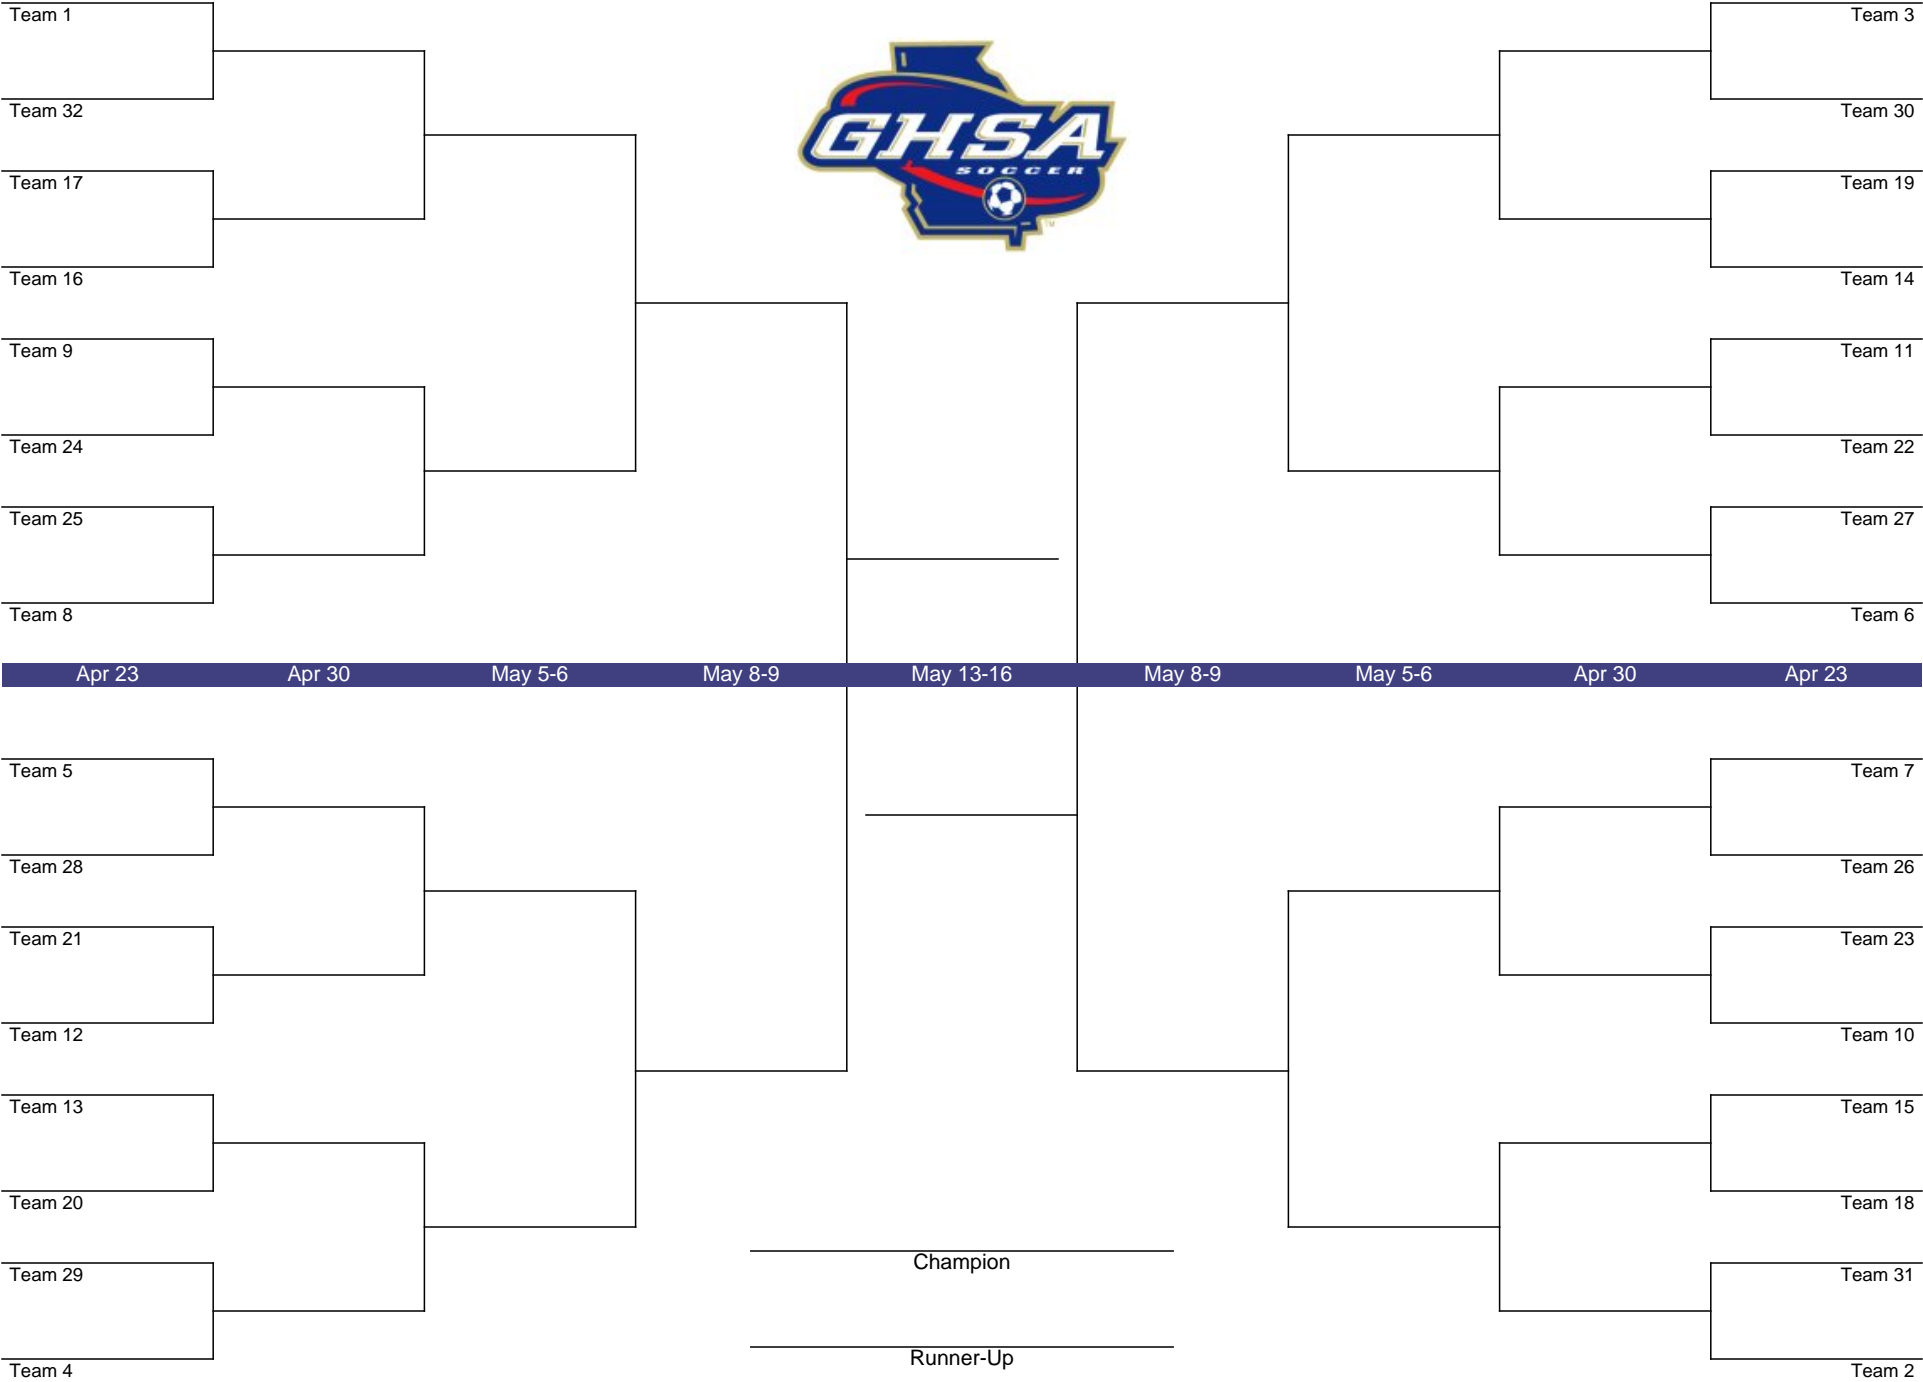 Team 1
Team 3
Team 32
Team 30
GHSA
SOCCER
Team 17
Team 19
TM
Team 16
Team 14
Team 9
Team 11
Team 24
Team 22
Team 25
Team 27
Team 8
Team 6
Apr 23 Apr 30 May 5-6 May 8-9 May 13-16 May 8-9 May 5-6 Apr 30 Apr 23
Team 5
Team 7
Team 28
Team 26
Team 21
Team 23
Team 12
Team 10
Team 13
Team 15
Team 20
Team 18
Champion
Team 29
Team 31
Runner-Up
Team 4
Team 2